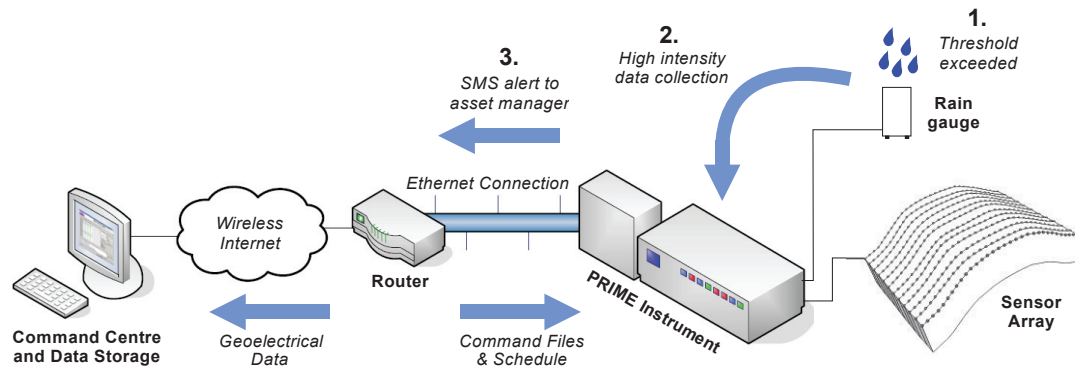 1.
Threshold
exceeded
2.
High intensity
data collection
3.
SMS alert to
asset manager
Rain
gauge
Ethernet Connection
Wireless
Internet
Router
PRIME Instrument
Sensor
Array
Command Centre
and Data Storage
Geoelectrical
Data
Command Files
& Schedule